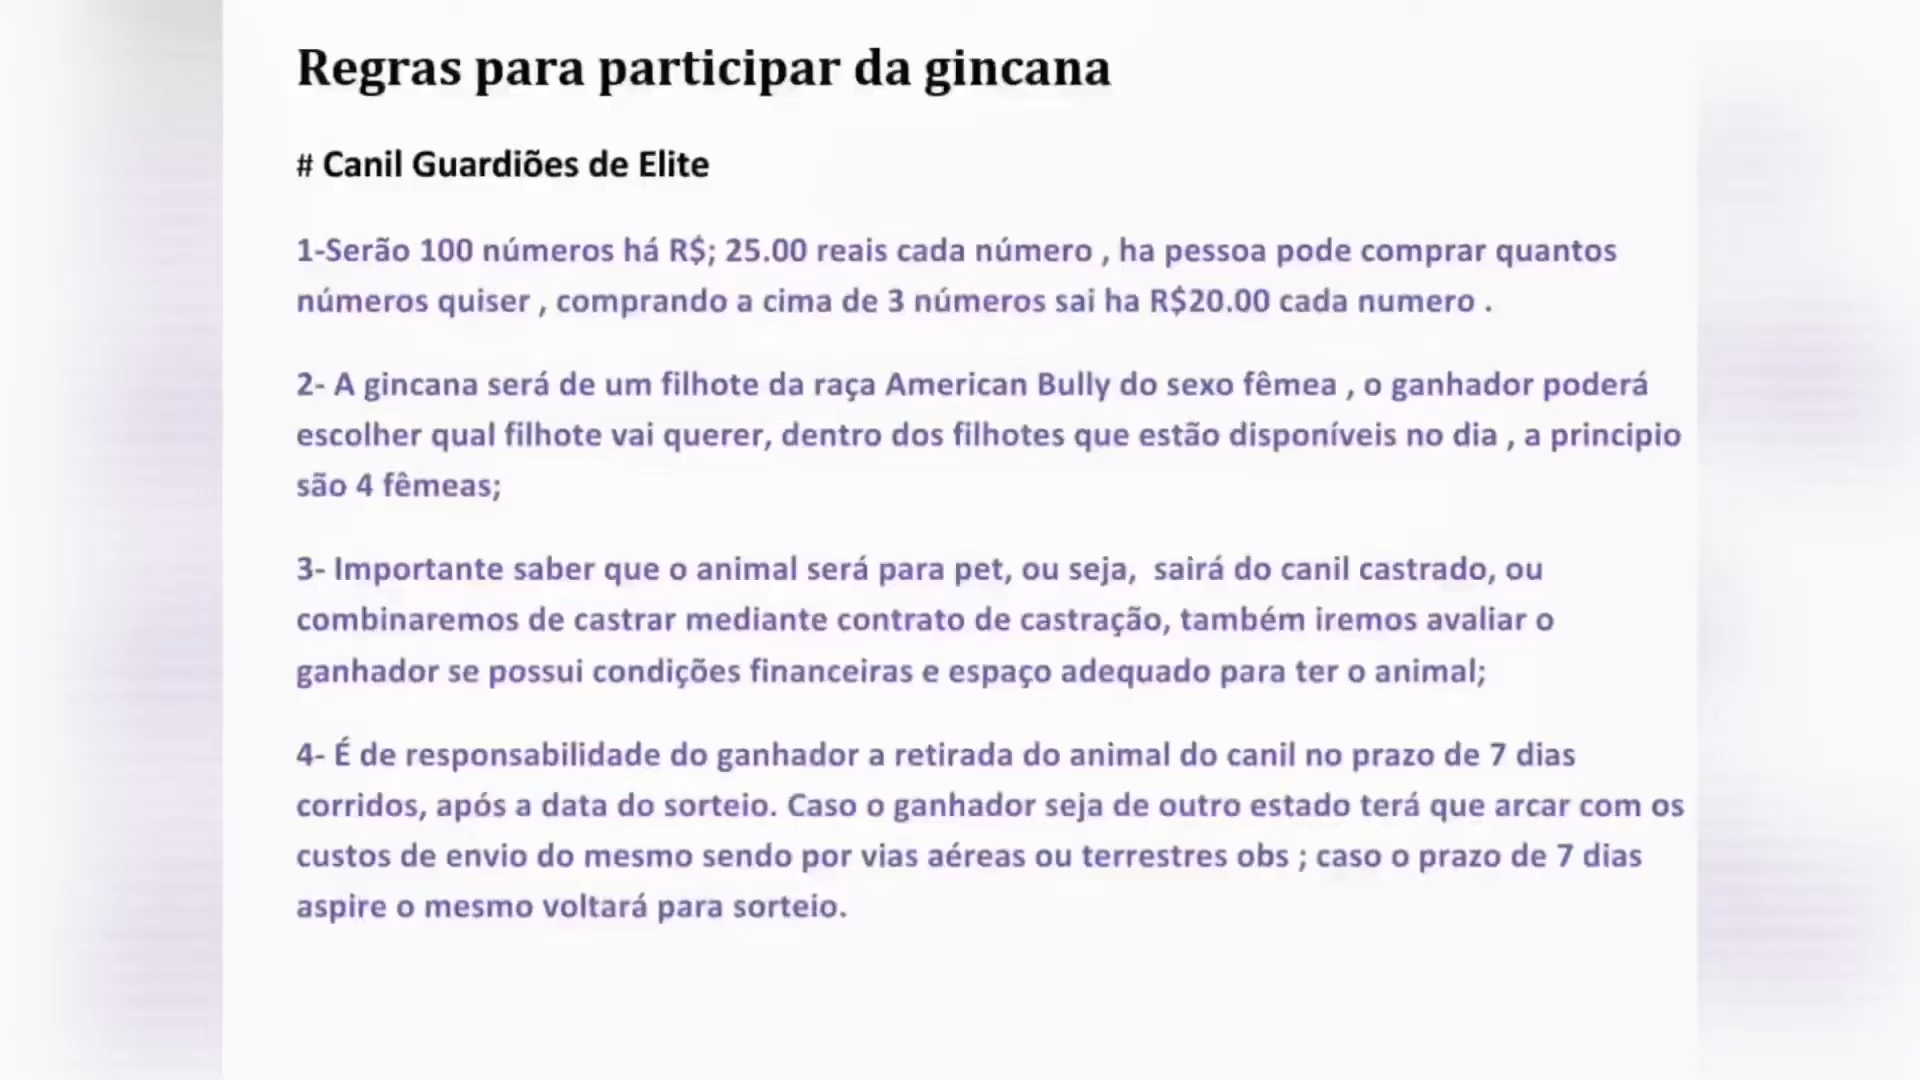 Regras para participar da gincana
# Canil Guardiões de Elite
1-Serão 100 números há R$; 25.00 reais cada número , ha pessoa pode comprar quantos
números quiser , comprando a cima de 3 números sai ha R$20.00 cada numero .
2- A gincana será de um filhote da raça American Bully do sexo fêmea , o ganhador poderá
escolher qual filhote vai querer, dentro dos filhotes que estão disponíveis no dia , a principio
são 4 fêmeas;
3- Importante saber que o animal será para pet, ou seja,  sairá do canil castrado, ou
combinaremos de castrar mediante contrato de castração, também iremos avaliar o
ganhador se possui condições financeiras e espaço adequado para ter o animal;
4- É de responsabilidade do ganhador a retirada do animal do canil no prazo de 7 dias
corridos, após a data do sorteio. Caso o ganhador seja de outro estado terá que arcar com os
custos de envio do mesmo sendo por vias aéreas ou terrestres obs ; caso o prazo de 7 dias
aspire o mesmo voltará para sorteio.